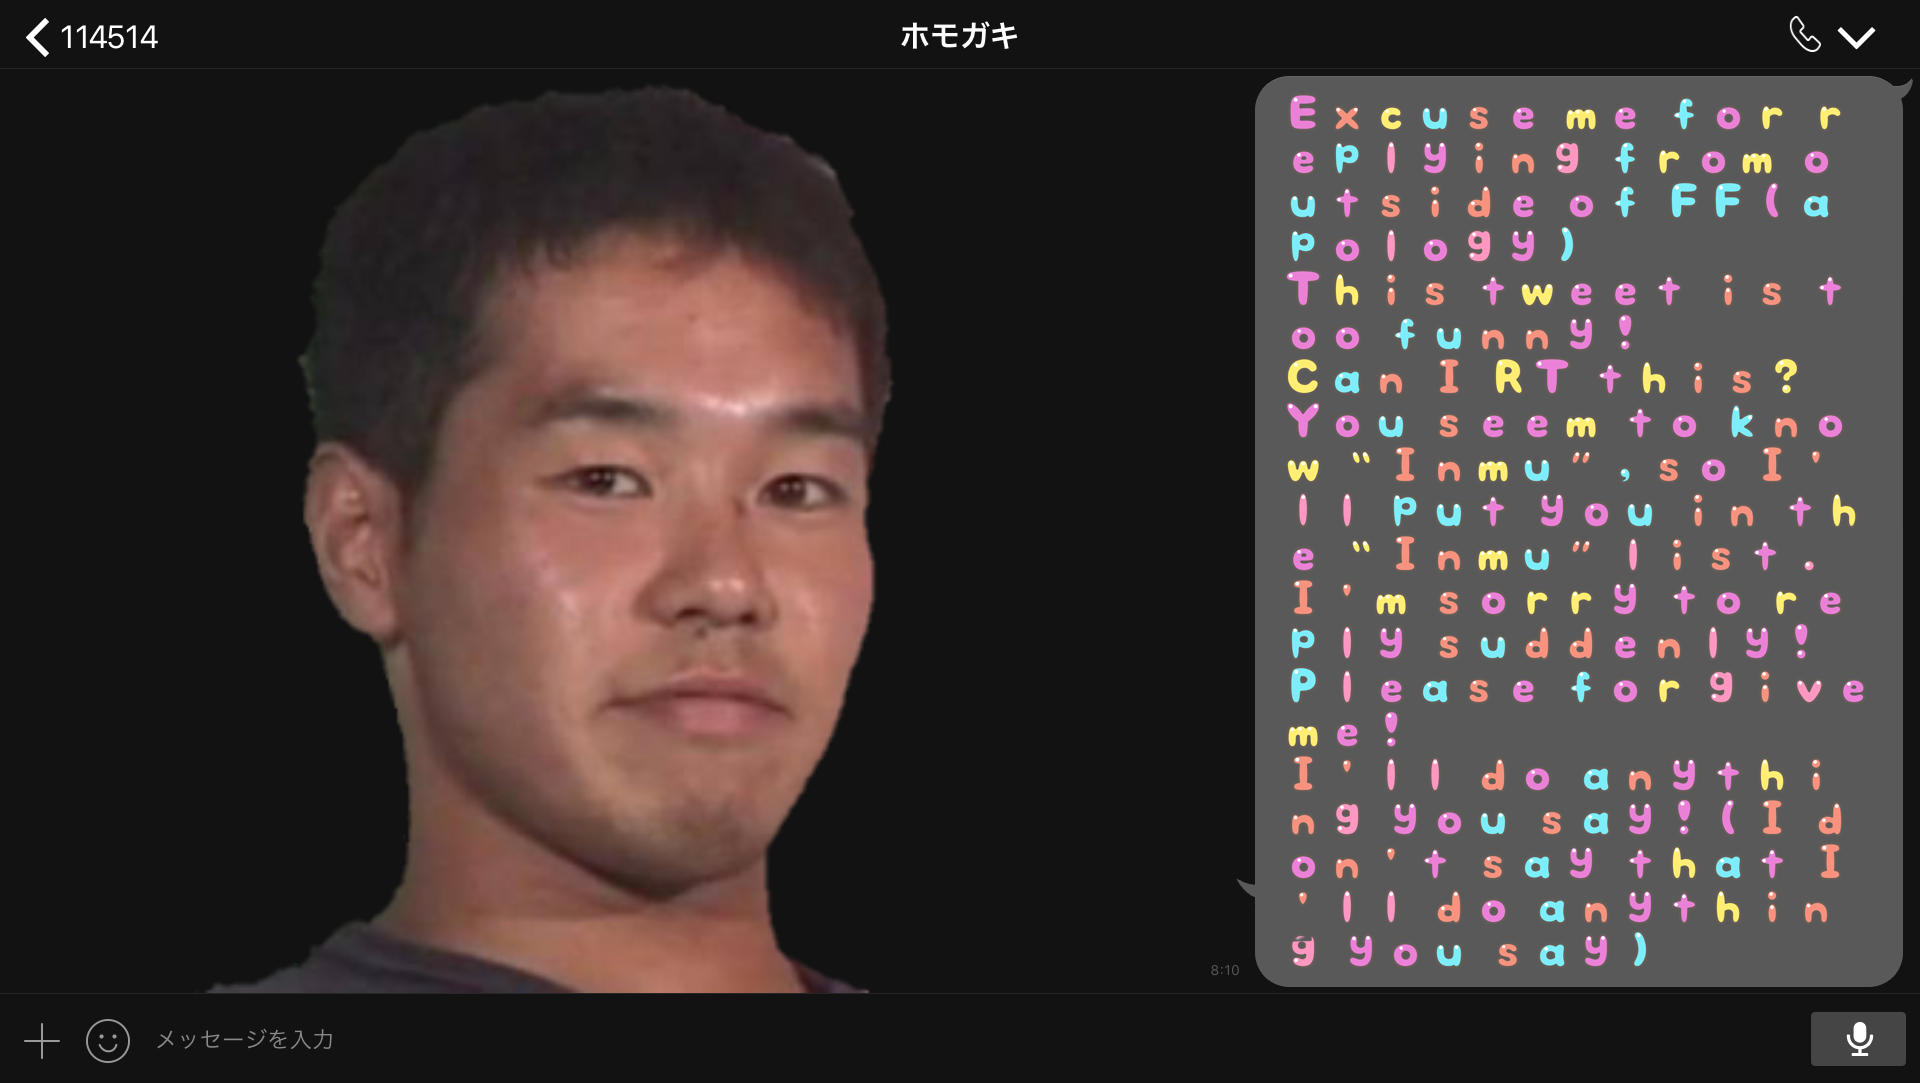 114514
ホモガキ
Excuse me for r
eplying from o
utside of FF(a
pology)
This tweet is t
oo funny!
Can I RT this?
You seem to kno
w “Inmu”,so I'
ll put you in th
e “Inmu” list.
I'm sorry to re
ply suddenly!
Please forgive
me!
I'll do anythi
ng you say!(I d
on't say that I
'll do anythin
g you say)
8:10
メッセージを入力